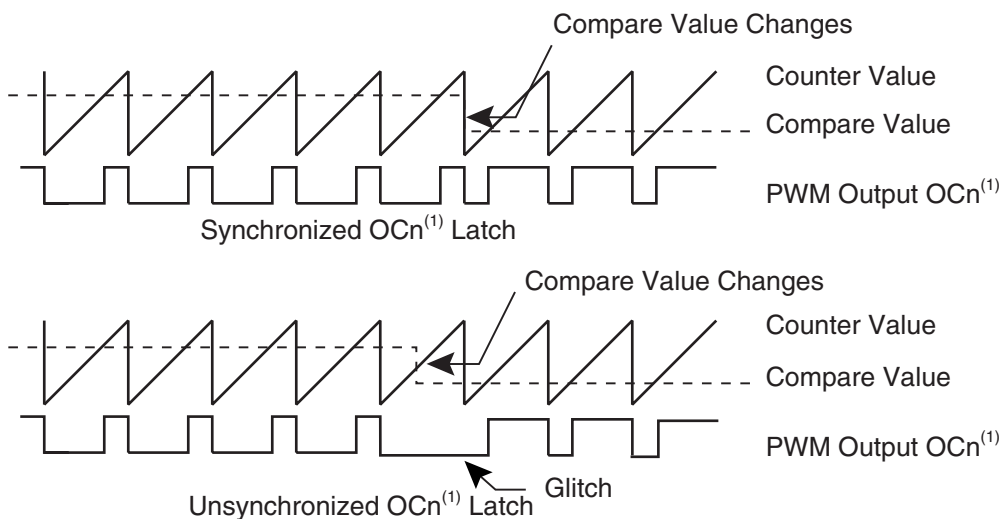 Compare Value Changes
Counter Value
Compare Value
PWM Output OCn(1)
Synchronized OCn(1) Latch
Compare Value Changes
Counter Value
Compare Value
PWM Output OCn(1)
Glitch
Unsynchronized OCn(1) Latch